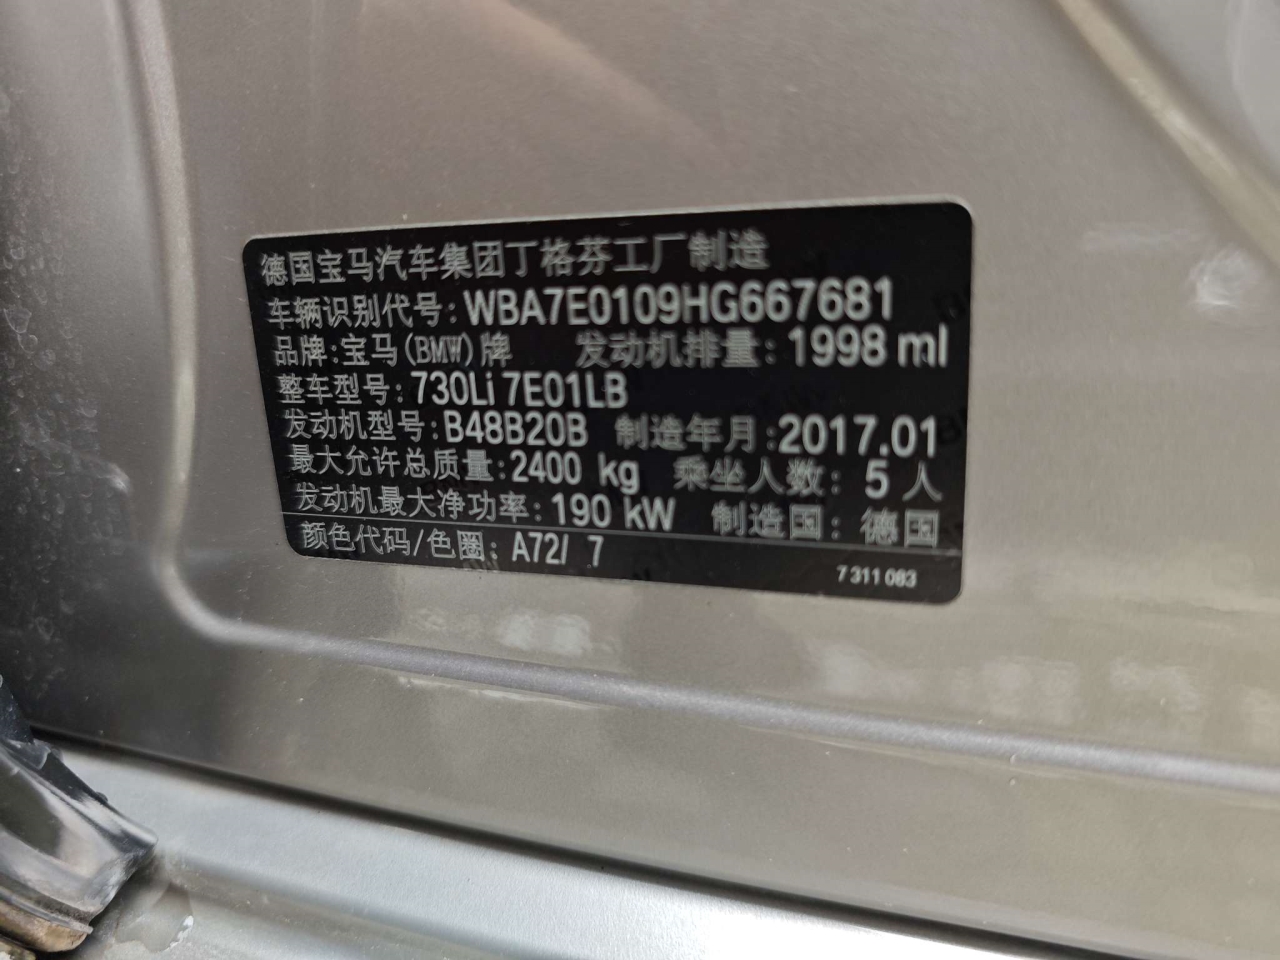 德国宝马汽车集团丁格芬工厂制造
车辆识别代号: WBA7E0109HG667681
品牌:宝马(BMW)牌 发动机排量: 1998 ml
整车型号: 730Li 7E01LB
发动机型号: B48B20B 制造年月:2017.01
最大允许总质量: 2400 kg 乘坐人数: 5 人
发动机最大净功率: 190 kW 制造国: 德国
颜色代码/色圈: A72/ 7
7 311 083